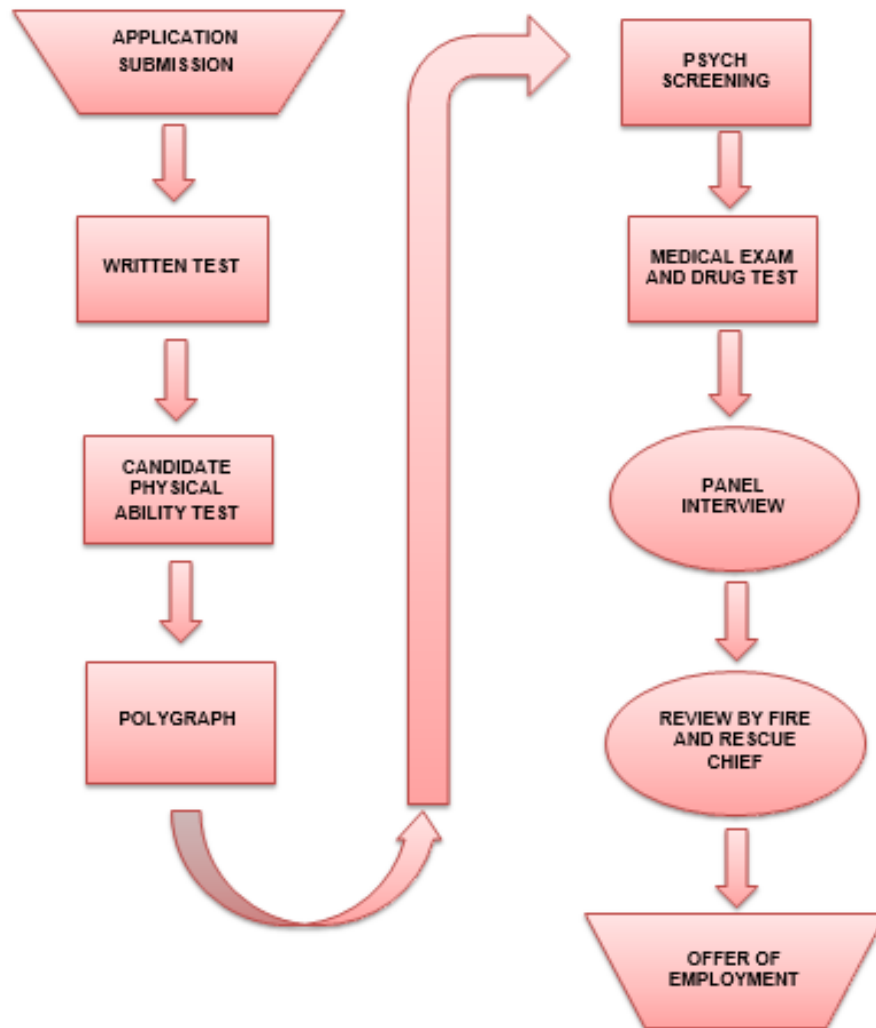 APPLICATION
SUBMISSION
WRITTEN TEST
CANDIDATE
PHYSICAL
ABILITY TEST
POLYGRAPH
PSYCH
SCREENING
MEDICAL EXAM
AND DRUG TEST
PANEL
INTERVIEW
REVIEW BY FIRE
AND RESCUE
CHIEF
OFFER OF
EMPLOYMENT